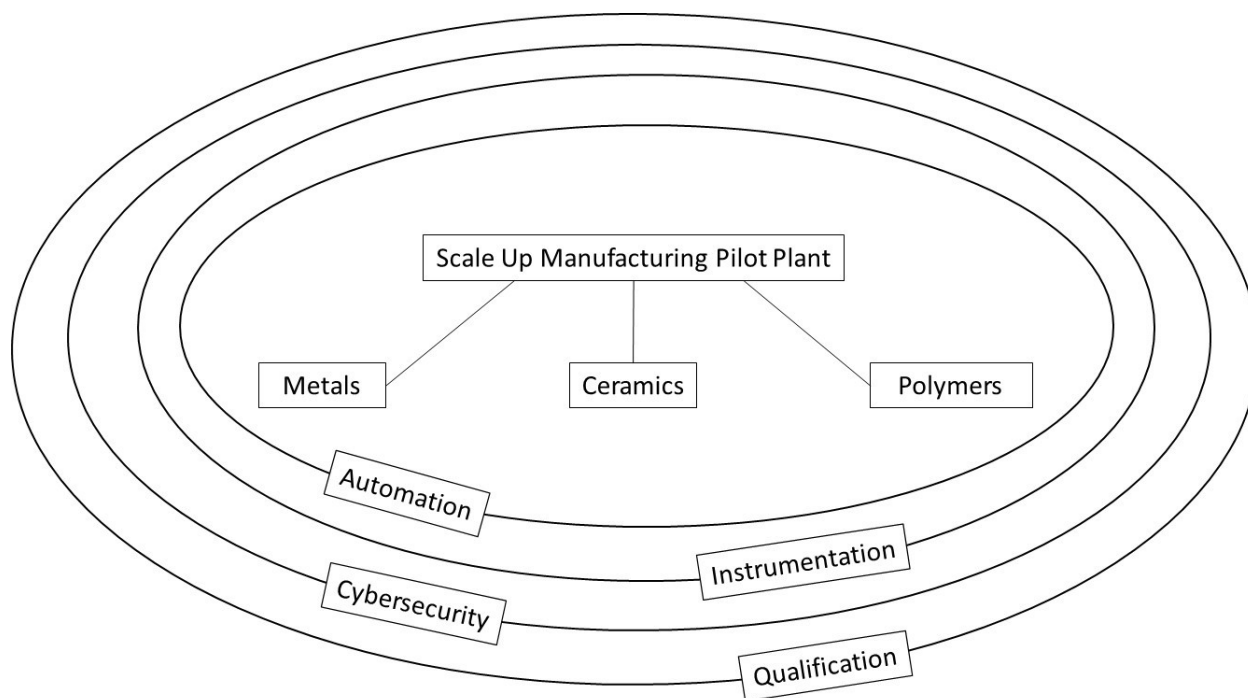 Scale Up Manufacturing Pilot Plant
Metals
Ceramics
Polymers
Automation
Instrumentation
Cybersecurity
Qualification